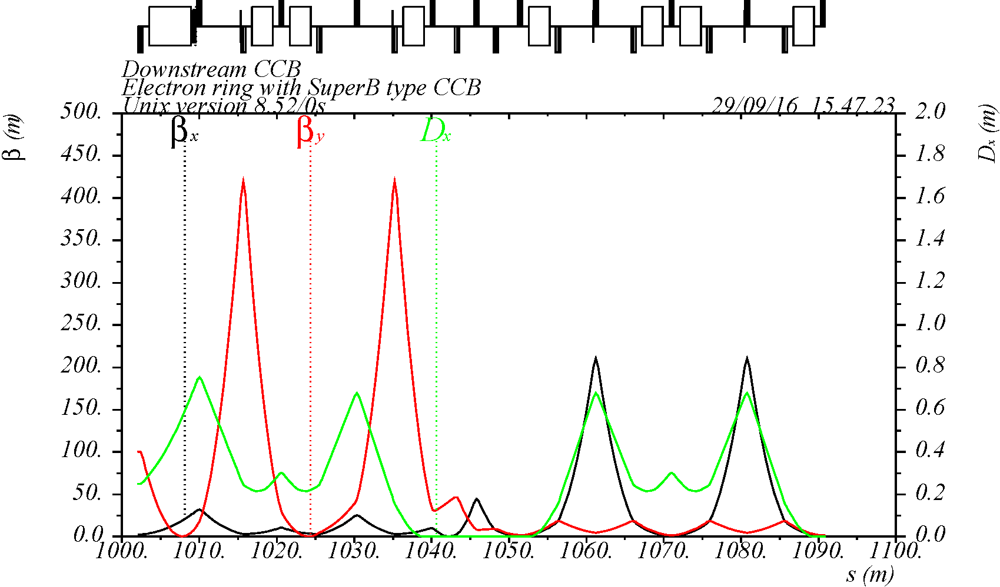 Downstream CCB
Electron ring with SuperB type CCB
Unix version 8.52/0s 29/09/16 15.47.23
β (m)
500.
450.
400.
350.
300.
250.
200.
150.
100.
50.
0.0
βx βy Dx
2.0
1.8
1.6
1.4
1.2
1.0
0.8
0.6
0.4
0.2
0.0
Dx (m)
1000. 1010. 1020. 1030. 1040. 1050. 1060. 1070. 1080. 1090. 1100.
s (m)